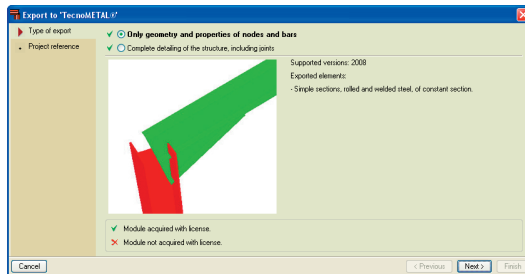 Export to "TecnoMETAL®"
Type of export
Project reference
Only geometry and properties of nodes and bars
Complete detailing of the structure, including joints
Supported versions: 2008
Exported elements:
- Simple sections, rolled and welded steel, of constant section.
Module acquired with license.
Module not acquired with license.
Cancel
< Previous
Next >
Finish